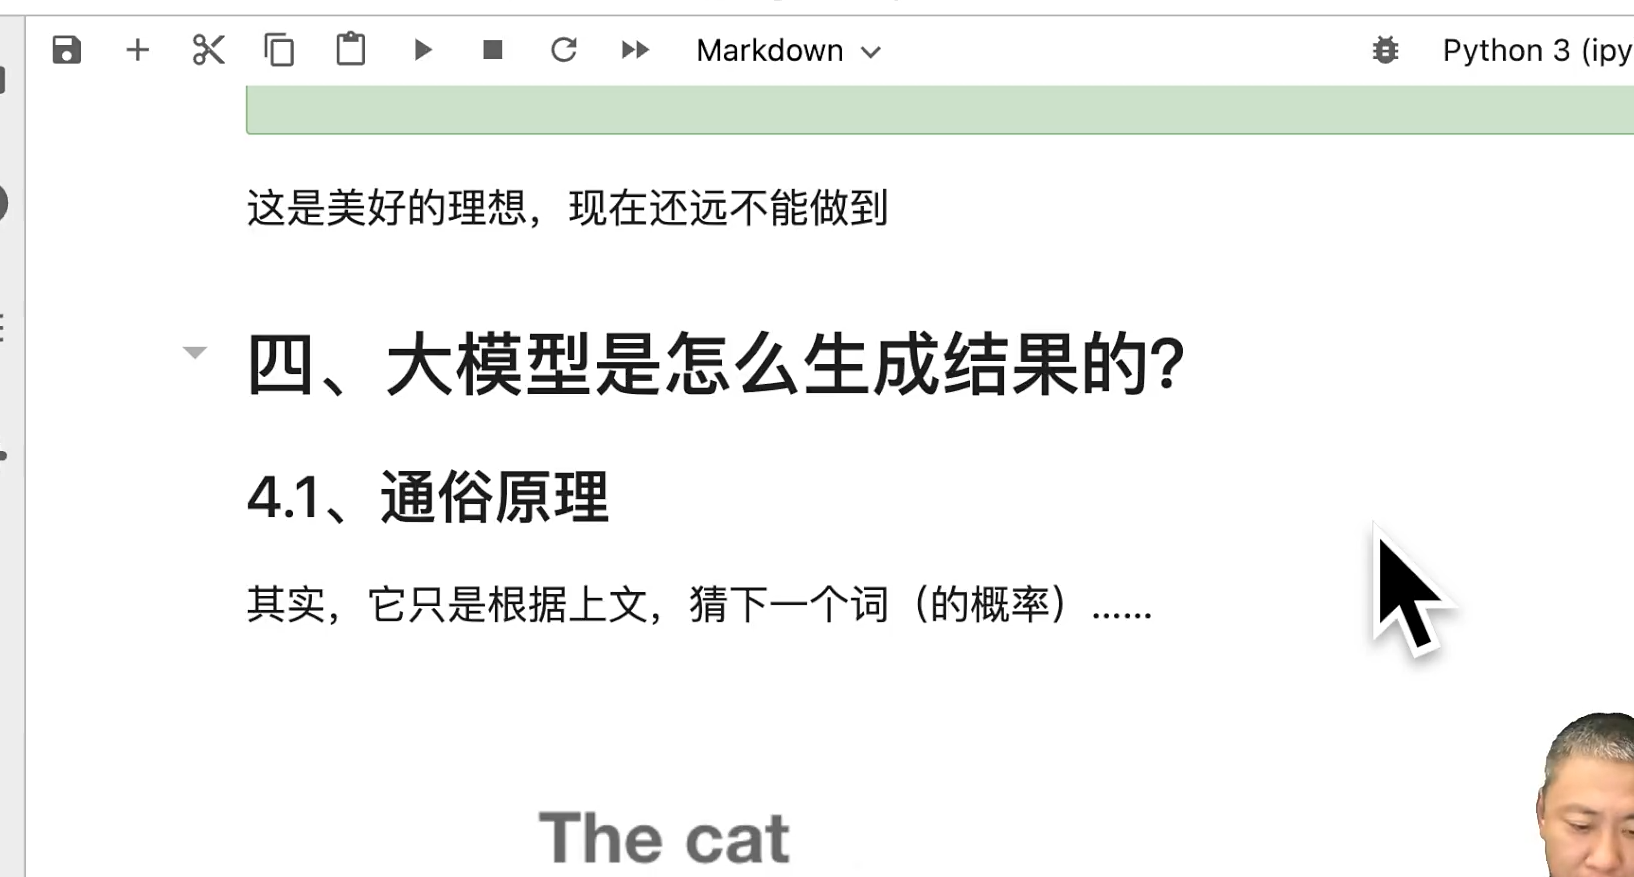 Markdown
Python 3 (ipy
这是美好的理想，现在还远不能做到
四、大模型是怎么生成结果的?
4.1、通俗原理
其实，它只是根据上文，猜下一个词（的概率）……
The cat